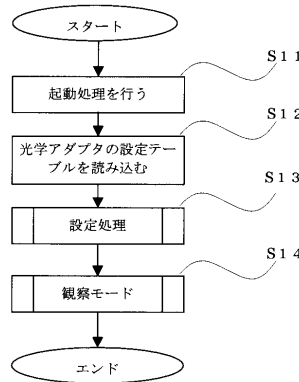 スタート
S11
起動処理を行う
S12
光学アダプタの設定テー
ブルを読み込む
S13
設定処理
S14
観察モード
エンド